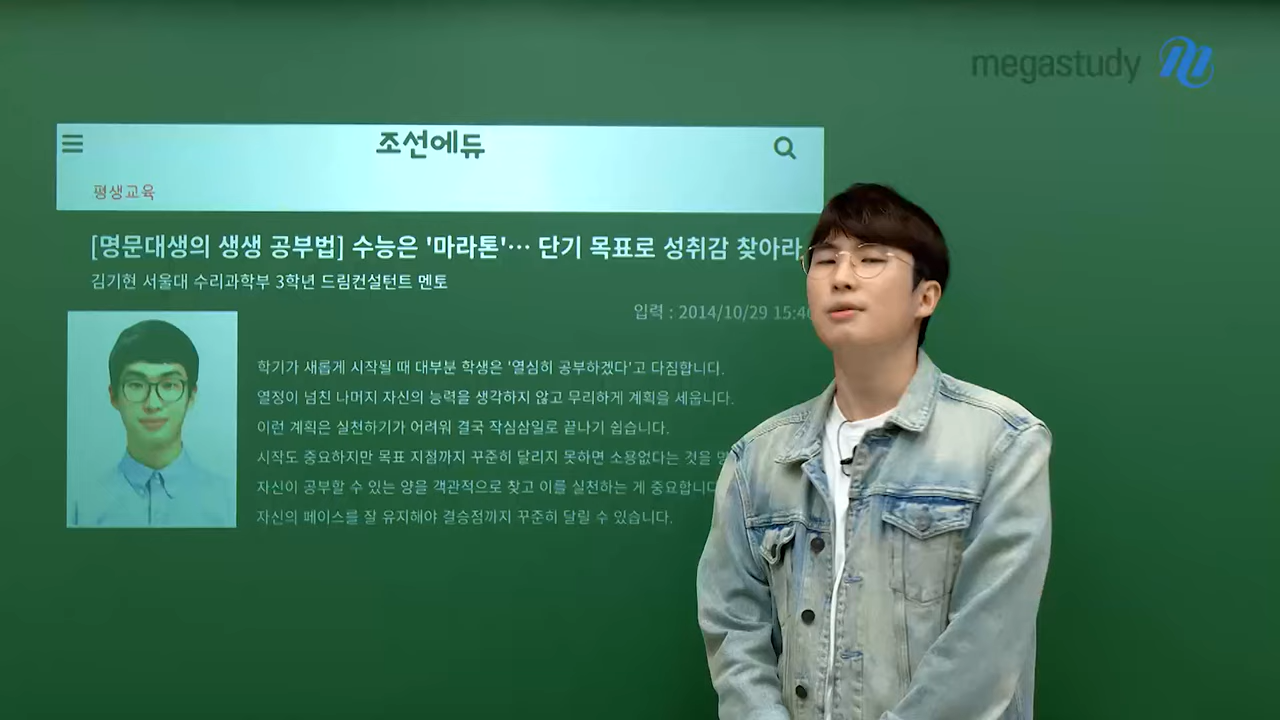 megastudy
조선에듀
평생교육
[명문대생의 생생 공부법] 수능은 '마라톤'… 단기 목표로 성취감 찾아라
김기현 서울대 수리과학부 3학년 드림컨설턴트 멘토
입력 : 2014/10/29 15:4
학기가 새롭게 시작될 때 대부분 학생은 '열심히 공부하겠다'고 다짐합니다.
열정이 넘친 나머지 자신의 능력을 생각하지 않고 무리하게 계획을 세웁니다.
이런 계획은 실천하기가 어려워 결국 작심삼일로 끝나기 쉽습니다.
시작도 중요하지만 목표 지점까지 꾸준히 달리지 못하면 소용없다는 것을
자신이 공부할 수 있는 양을 객관적으로 찾고 이를 실천하는 게 중요합니다
자신의 페이스를 잘 유지해야 결승점까지 꾸준히 달릴 수 있습니다.